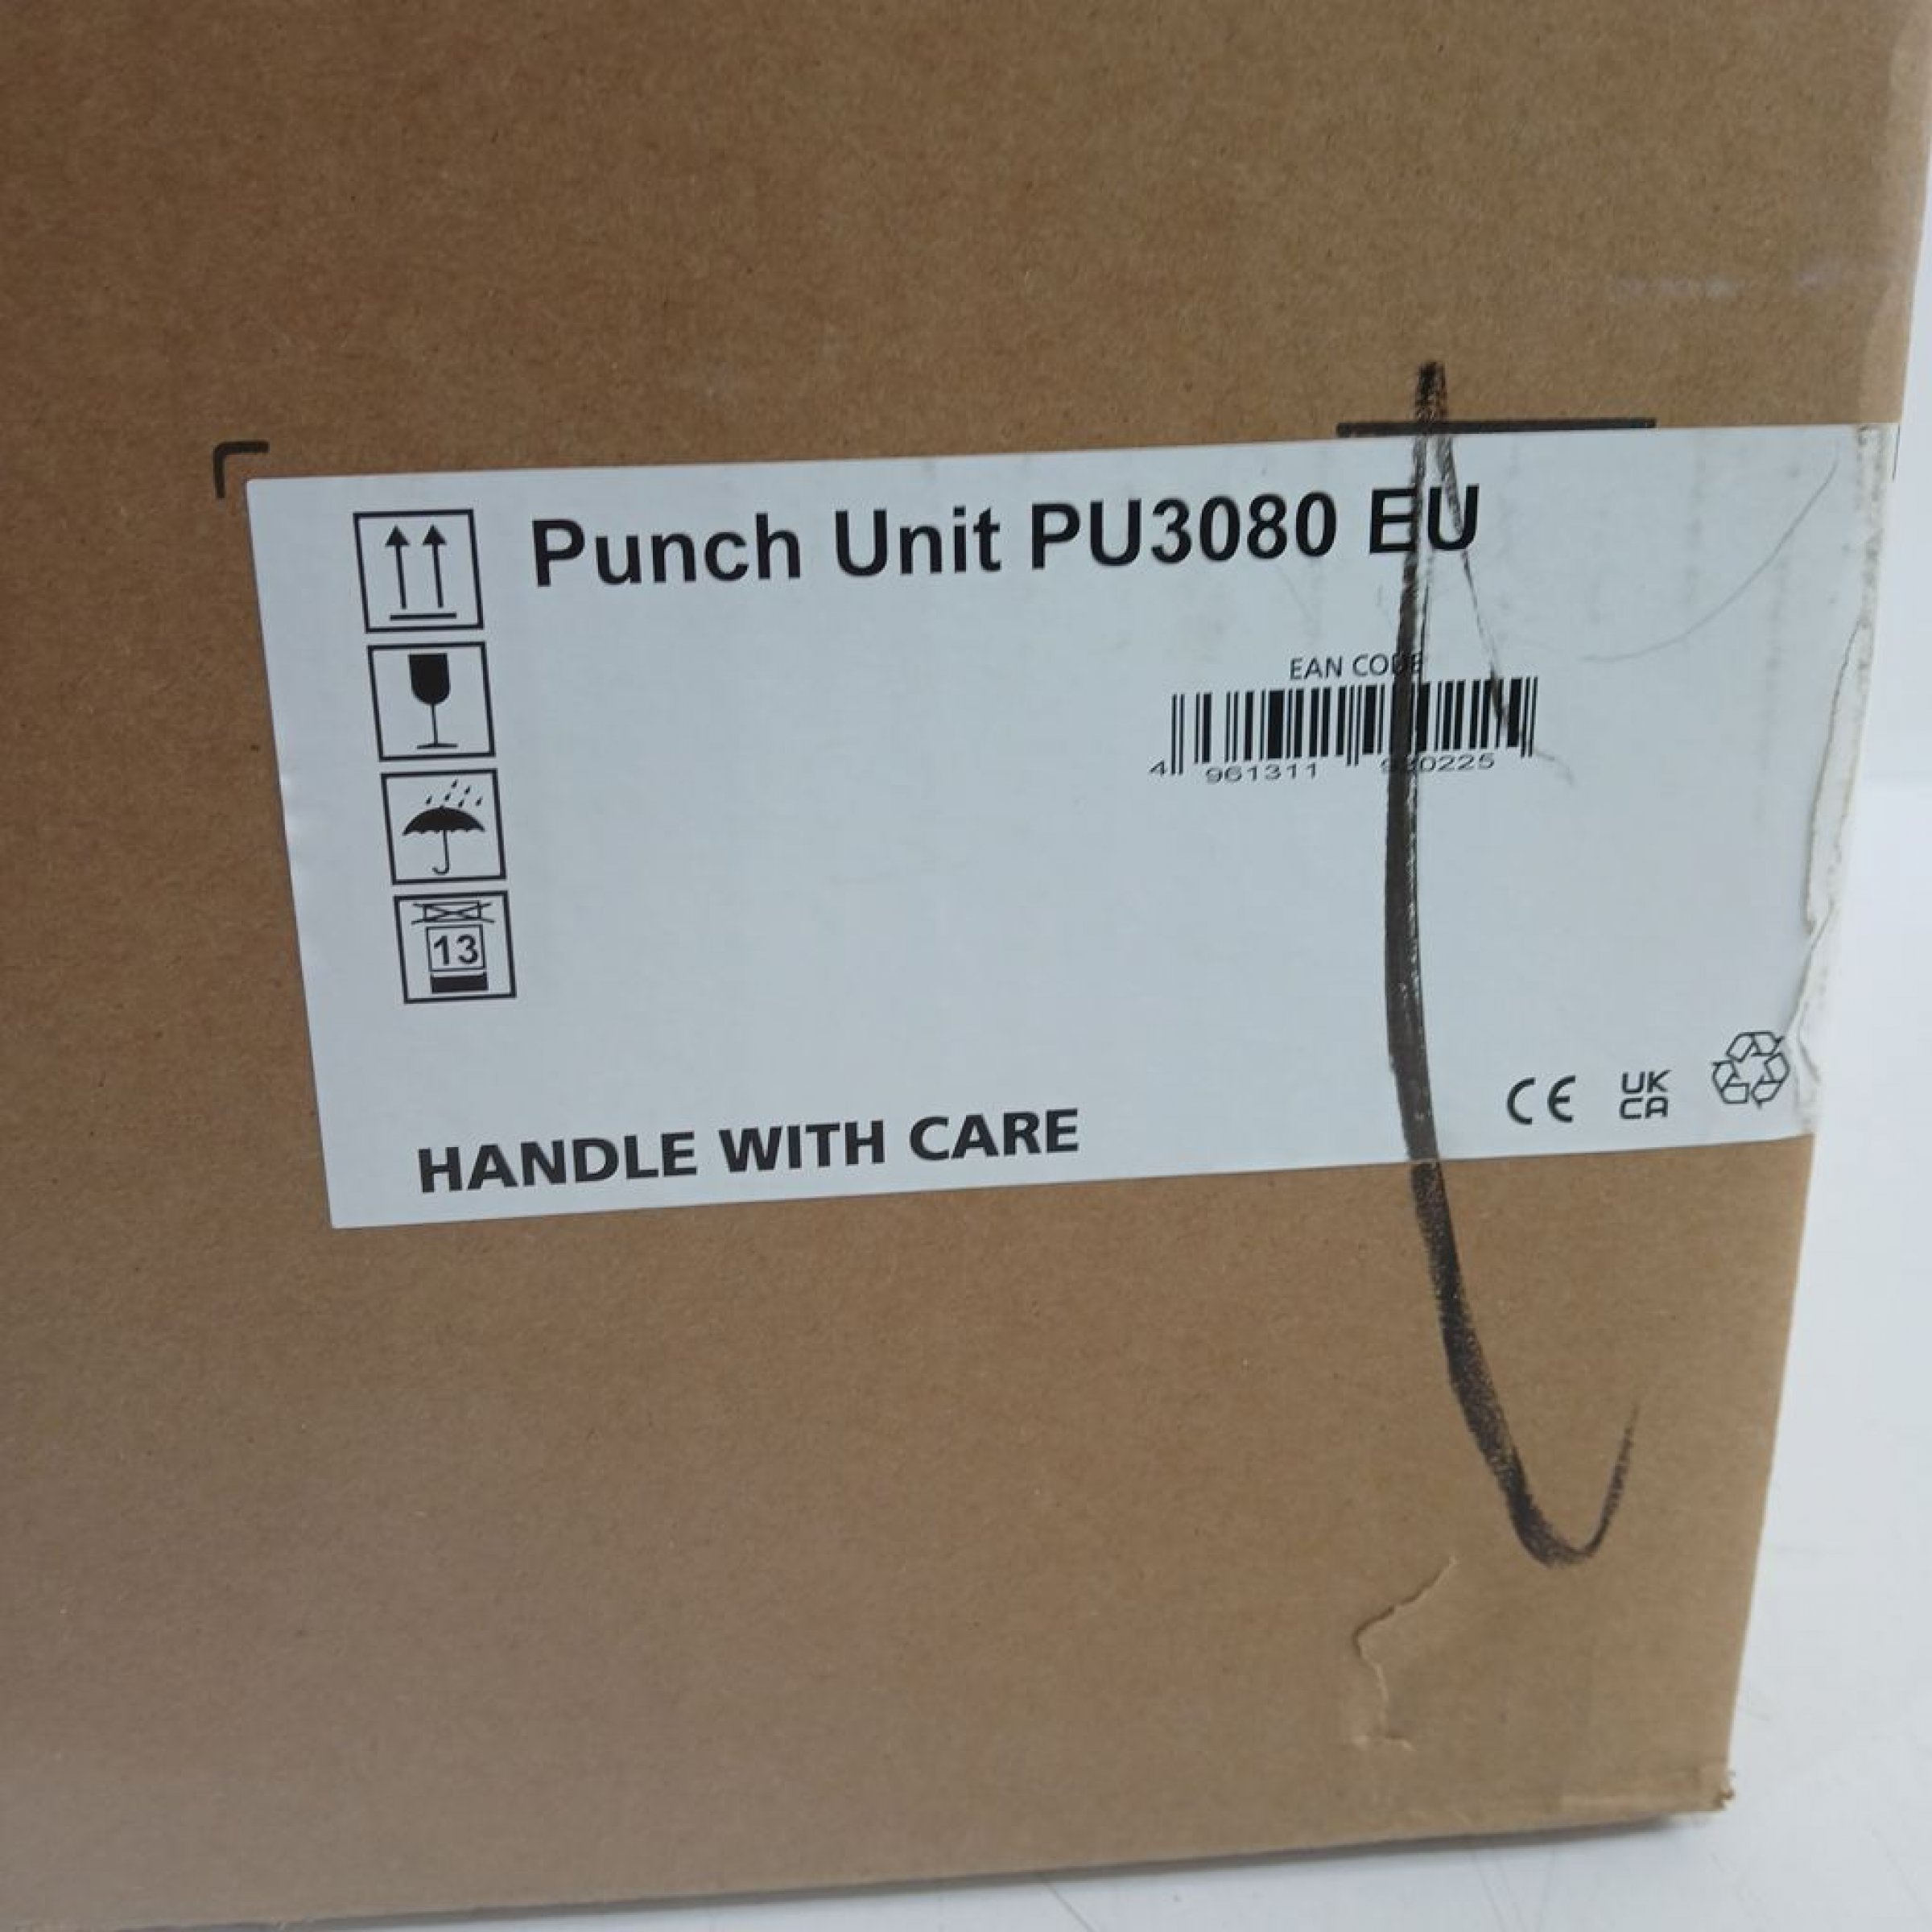 Punch Unit PU3080 EU
EAN CODE
4 961311
13
HANDLE WITH CARE
CE
UK
CA